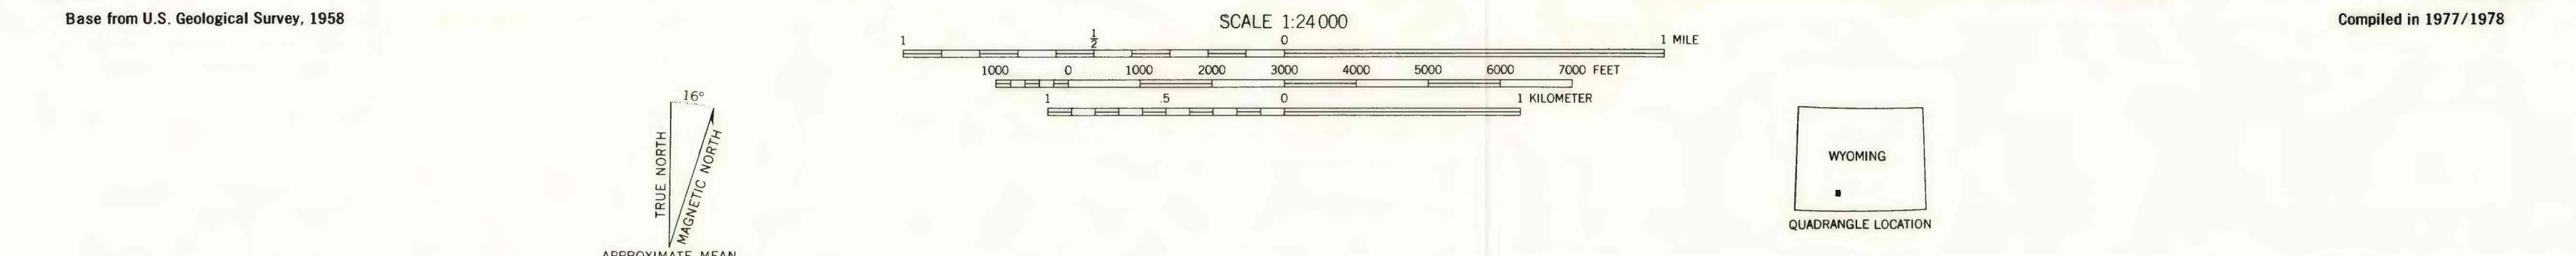 Base from U.S. Geological Survey, 1958
SCALE 1:24 000
Compiled in 1977/1978
1 1/2 0 1 MILE
1000 0 1000 2000 3000 4000 5000 6000 7000 FEET
1 .5 0 1 KILOMETER
16°
TRUE NORTH
MAGNETIC NORTH
APPROXIMATE MEAN
WYOMING
QUADRANGLE LOCATION